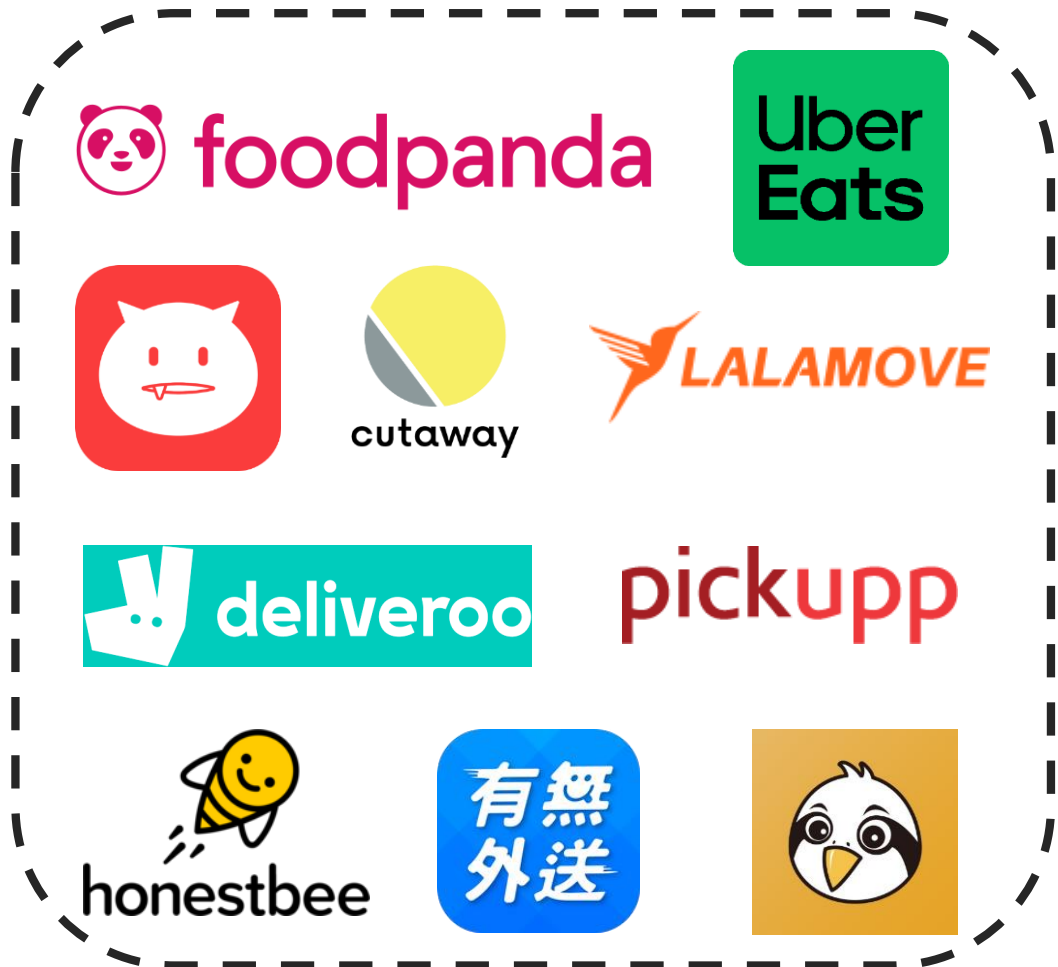 foodpanda
Uber
Eats
cutaway
LALAMOVE
deliveroo
pickupp
honestbee
有無
外送